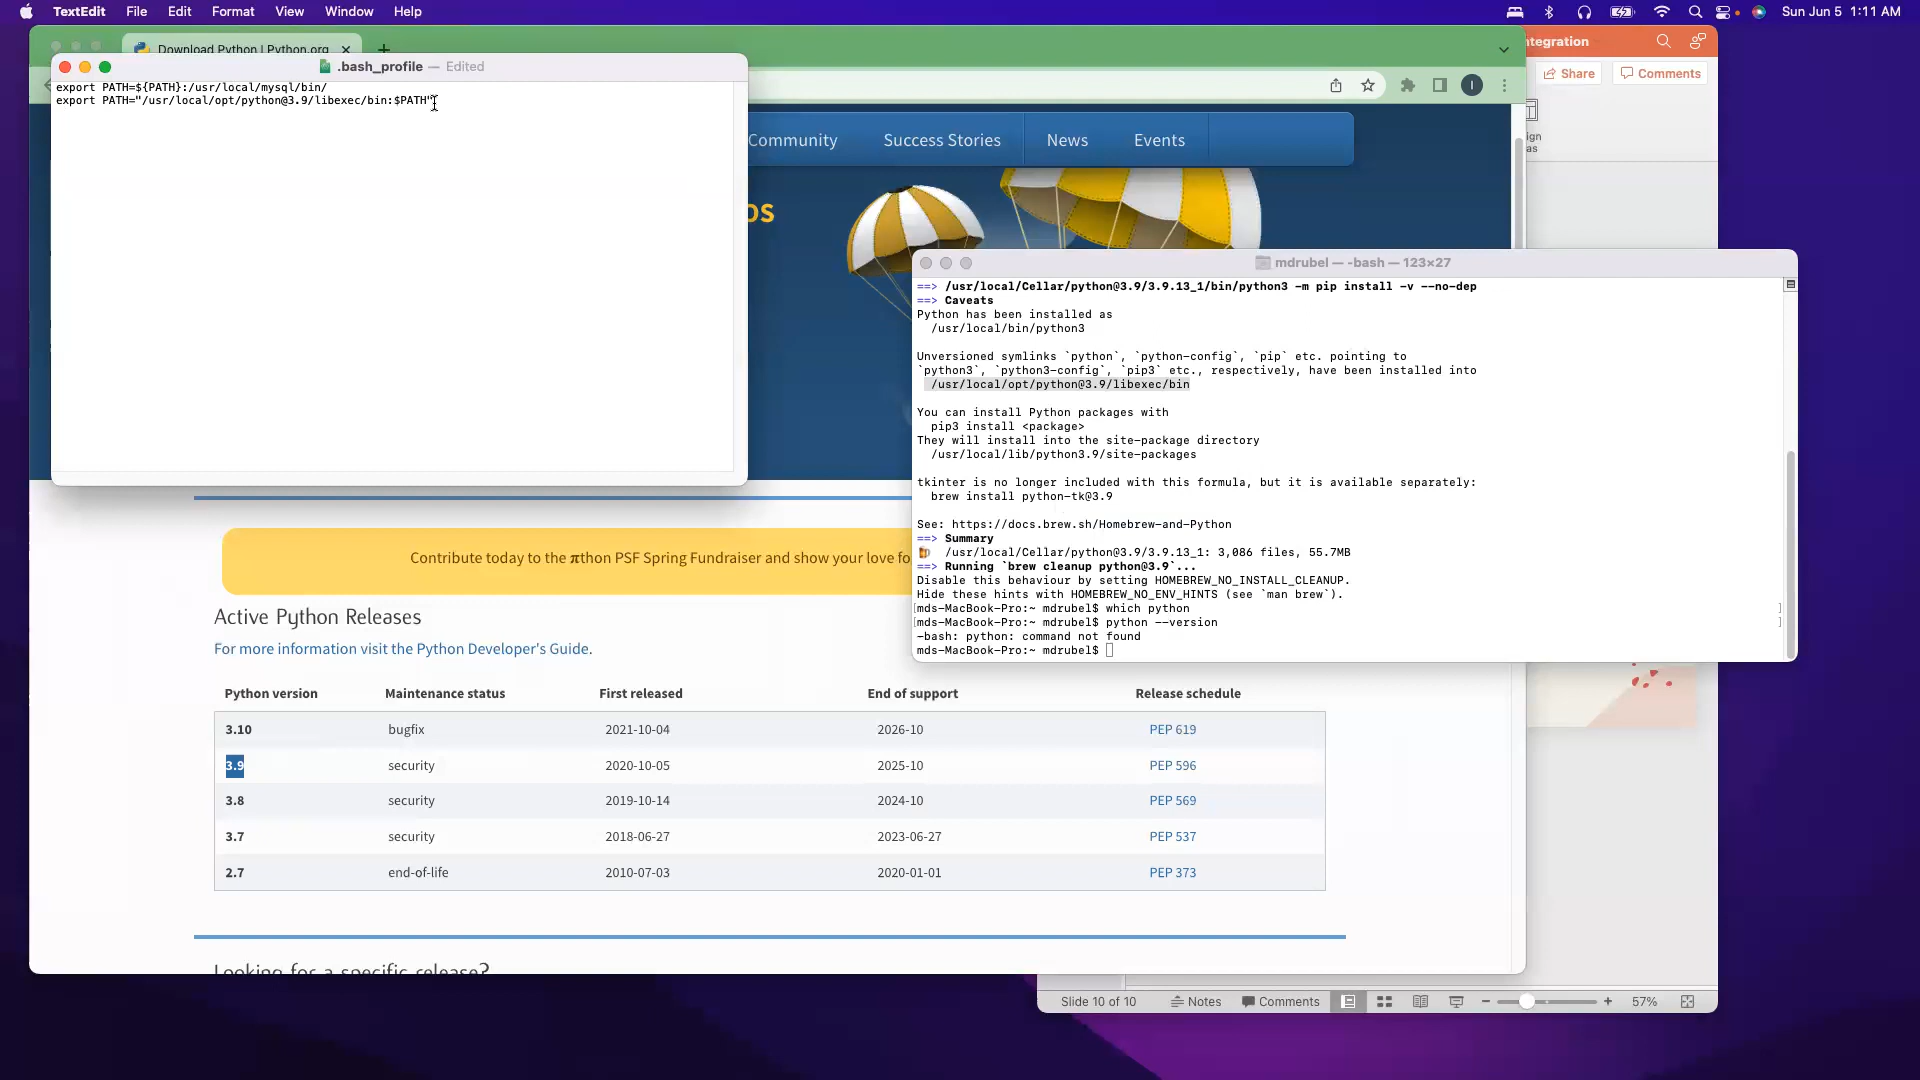 TextEdit File Edit Format View Window Help
Sun Jun 5 1:11 AM
Download Python | Python.org
.bash_profile — Edited
export PATH=${PATH}:/usr/local/mysql/bin/
export PATH="/usr/local/opt/python@3.9/libexec/bin:$PATH"
ntegration
Share
Comments
ign
as
Community Success Stories News Events
os
mdrubel — -bash — 123×27
==> /usr/local/Cellar/python@3.9/3.9.13_1/bin/python3 -m pip install -v --no-dep
==> Caveats
Python has been installed as
/usr/local/bin/python3
Unversioned symlinks `python`, `python-config`, `pip` etc. pointing to
`python3`, `python3-config`, `pip3` etc., respectively, have been installed into
/usr/local/opt/python@3.9/libexec/bin
You can install Python packages with
pip3 install <package>
They will install into the site-package directory
/usr/local/lib/python3.9/site-packages
tkinter is no longer included with this formula, but it is available separately:
brew install python-tk@3.9
See: https://docs.brew.sh/Homebrew-and-Python
==> Summary
/usr/local/Cellar/python@3.9/3.9.13_1: 3,086 files, 55.7MB
==> Running `brew cleanup python@3.9`...
Disable this behaviour by setting HOMEBREW_NO_INSTALL_CLEANUP.
Hide these hints with HOMEBREW_NO_ENV_HINTS (see `man brew`).
[mds-MacBook-Pro:~ mdrubel$ which python ]
[mds-MacBook-Pro:~ mdrubel$ python --version ]
-bash: python: command not found
mds-MacBook-Pro:~ mdrubel$
Contribute today to the πthon PSF Spring Fundraiser and show your love fo
Active Python Releases
For more information visit the Python Developer's Guide.
Python version Maintenance status First released End of support Release schedule
3.10 bugfix 2021-10-04 2026-10 PEP 619
3.9 security 2020-10-05 2025-10 PEP 596
3.8 security 2019-10-14 2024-10 PEP 569
3.7 security 2018-06-27 2023-06-27 PEP 537
2.7 end-of-life 2010-07-03 2020-01-01 PEP 373
Looking for a specific release?
Slide 10 of 10 Notes Comments 57%